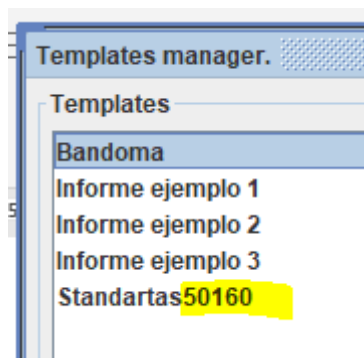 Templates manager.
Templates
Bandoma
Informe ejemplo 1
Informe ejemplo 2
Informe ejemplo 3
Standartas50160